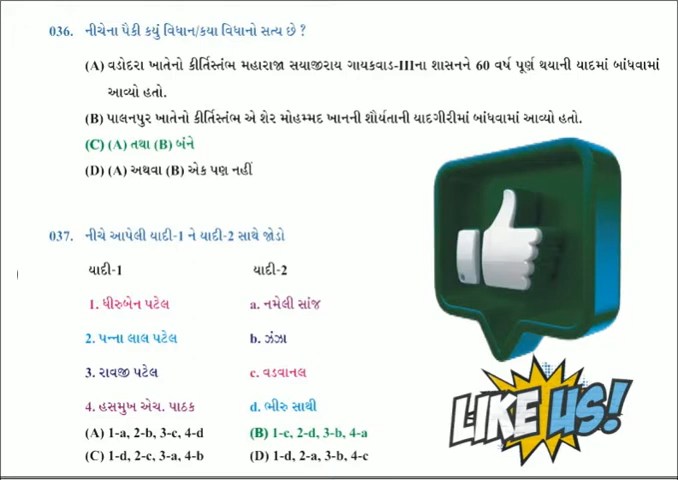 036. નીચેના પૈકી કયું વિધાન/કયા વિધાનો સત્ય છે ?
(A) વડોદરા ખાતેનો કીર્તિસ્તંભ મહારાજા સયાજીરાય ગાયકવાડ-IIIના શાસનને 60 વર્ષ પૂર્ણ થયાની યાદમાં બાંધવામાં
આવ્યો હતો.
(B) પાલનપુર ખાતેનો કીર્તિસ્તંભ એ શેર મોહમ્મદ ખાનની શૌર્યતાની યાદગીરીમાં બાંધવામાં આવ્યો હતો.
(C) (A) તથા (B) બંને
(D) (A) અથવા (B) એક પણ નહીં
037. નીચે આપેલી યાદી-1 ને યાદી-2 સાથે જોડો
યાદી-1 યાદી-2
1. ધીરુબેન પટેલ a. નમેલી સાંજ
2. પન્ના લાલ પટેલ b. ઝંઝા
3. રાવજી પટેલ c. વડવાનલ
4. હસમુખ એચ. પાઠક d. ભીરુ સાથી
(A) 1-a, 2-b, 3-c, 4-d (B) 1-c, 2-d, 3-b, 4-a
(C) 1-d, 2-c, 3-a, 4-b (D) 1-d, 2-a, 3-b, 4-c
LIKE US!